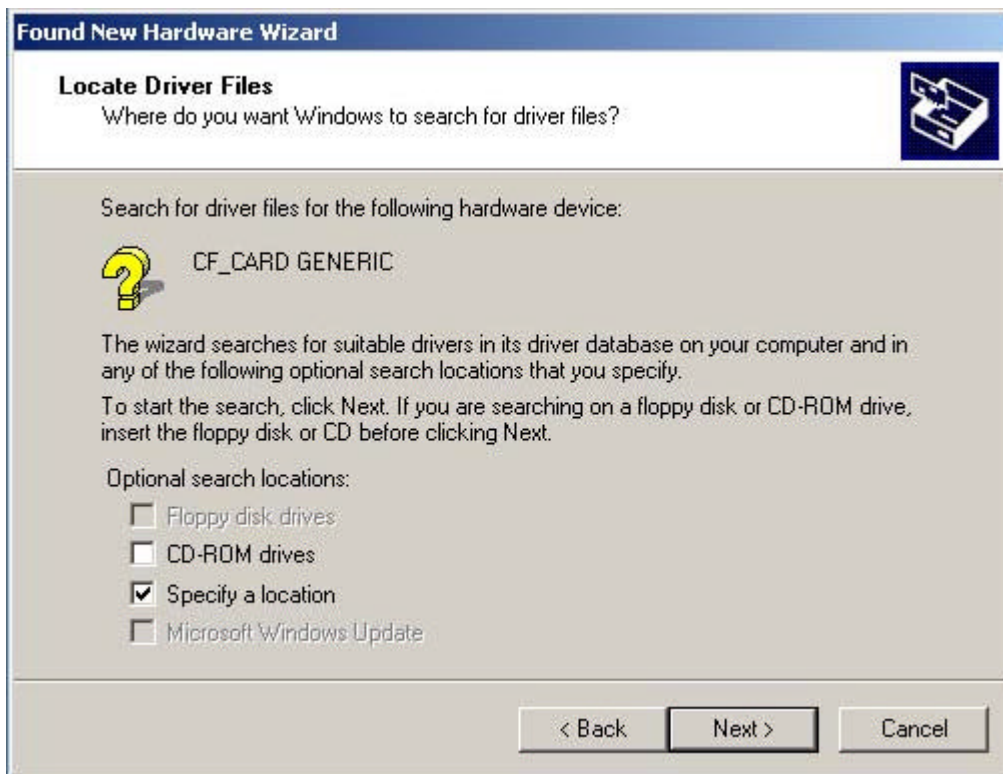 Found New Hardware Wizard
Locate Driver Files
Where do you want Windows to search for driver files?
Search for driver files for the following hardware device:
CF_CARD GENERIC
The wizard searches for suitable drivers in its driver database on your computer and in
any of the following optional search locations that you specify.
To start the search, click Next. If you are searching on a floppy disk or CD-ROM drive,
insert the floppy disk or CD before clicking Next.
Optional search locations:
Floppy disk drives
CD-ROM drives
Specify a location
Microsoft Windows Update
< Back Next > Cancel